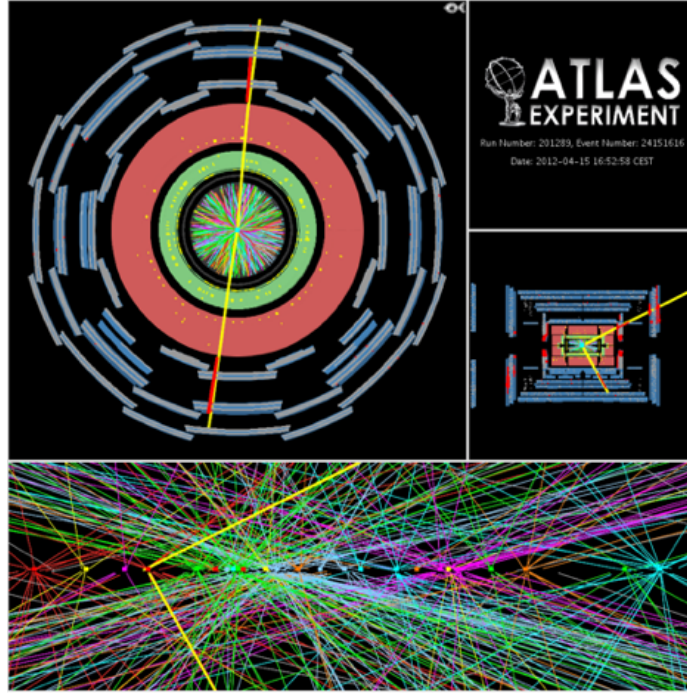 ATLAS
EXPERIMENT
Run Number: 201289, Event Number: 24151616
Date: 2012-04-15 16:52:58 CEST